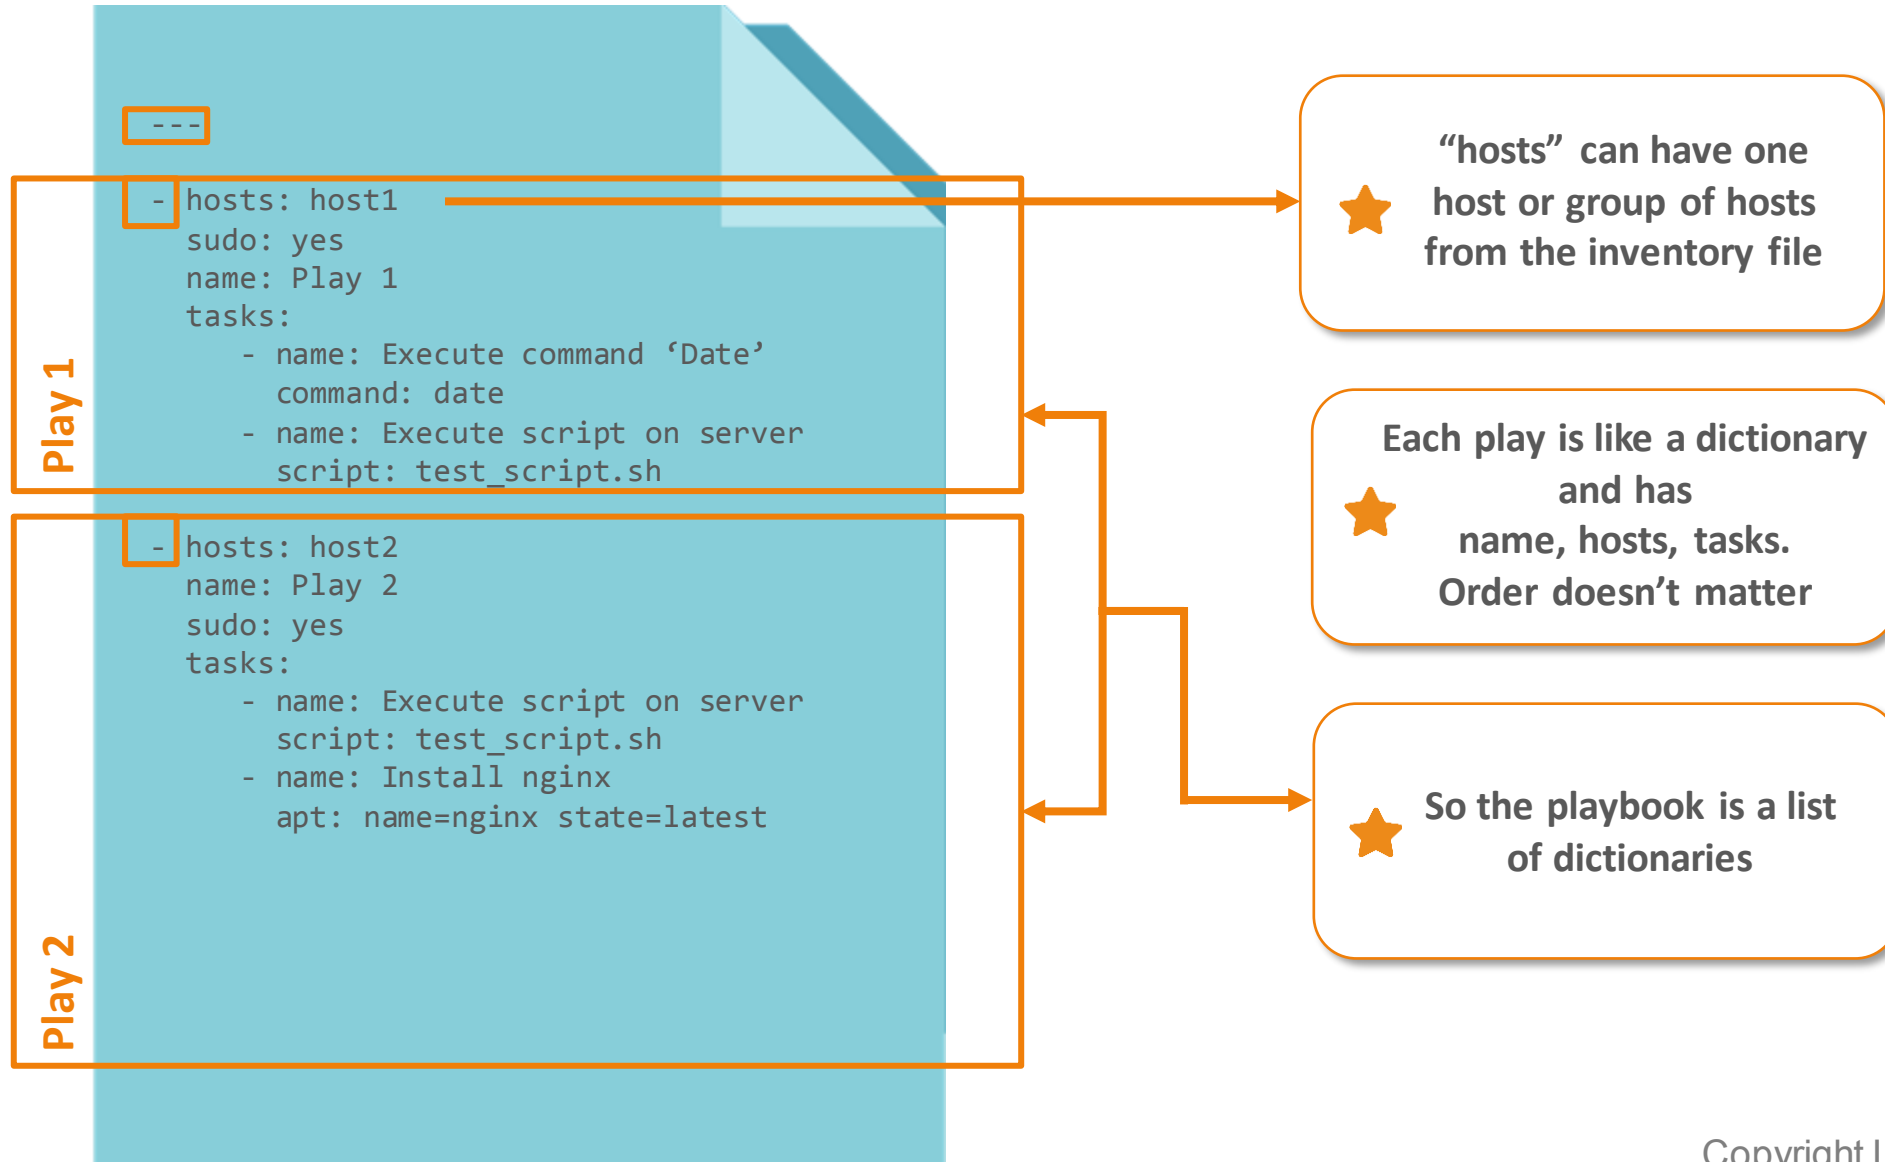 ---
- hosts: host1
sudo: yes
name: Play 1
tasks:
- name: Execute command ‘Date’
command: date
- name: Execute script on server
script: test_script.sh
Play 1
- hosts: host2
name: Play 2
sudo: yes
tasks:
- name: Execute script on server
script: test_script.sh
- name: Install nginx
apt: name=nginx state=latest
Play 2
“hosts” can have one
host or group of hosts
from the inventory file
Each play is like a dictionary
and has
name, hosts, tasks.
Order doesn’t matter
So the playbook is a list
of dictionaries
Copyright